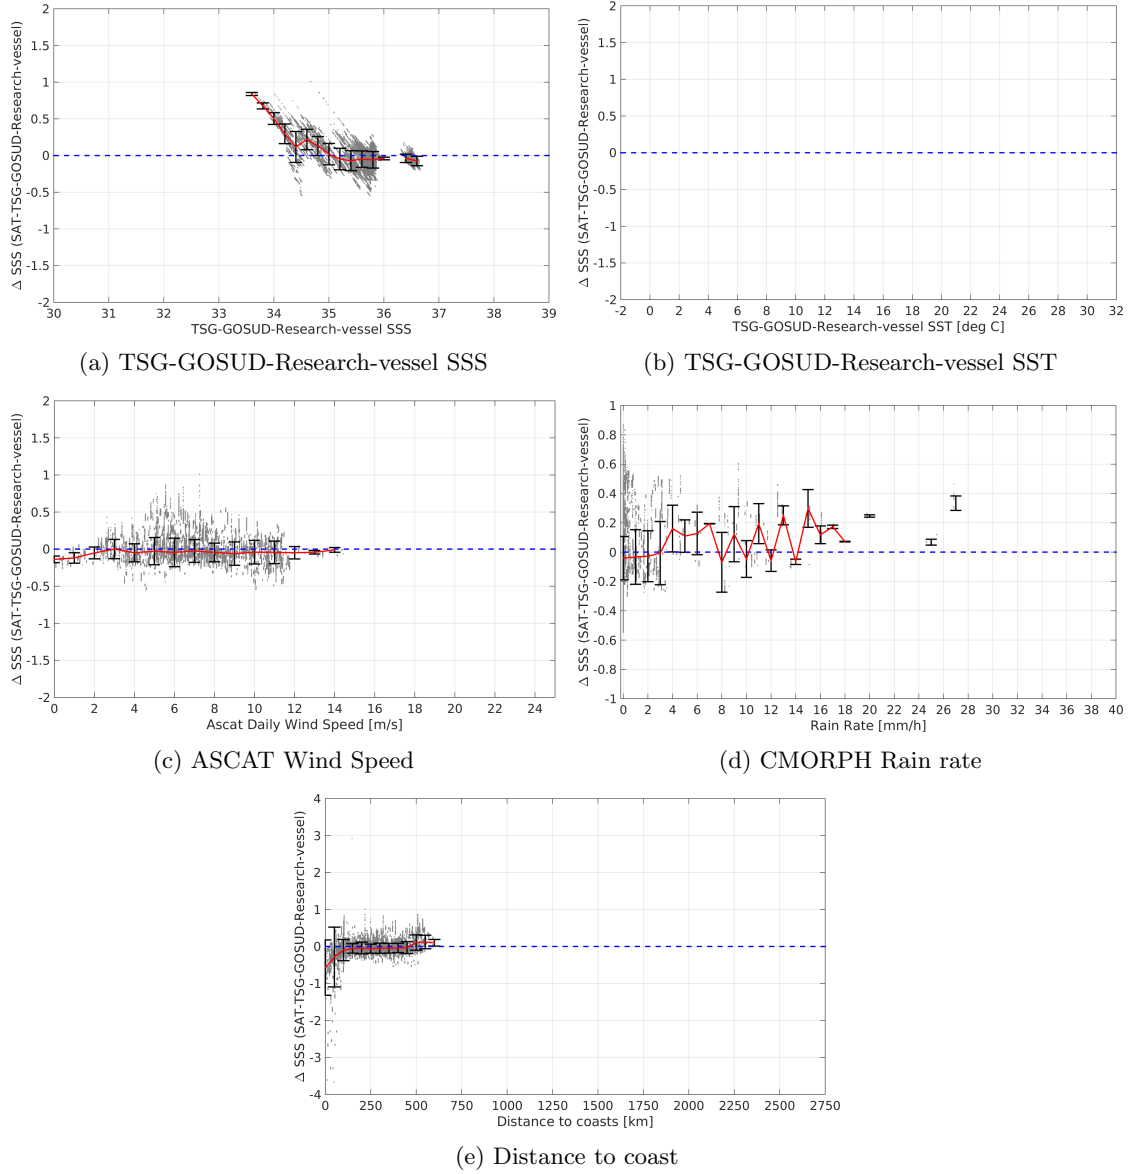 2
1.5
1
0.5
0
-0.5
-1
-1.5
-2
30 31 32 33 34 35 36 37 38 39
Δ SSS (SAT-TSG-GOSUD-Research-vessel)
TSG-GOSUD-Research-vessel SSS
(a) TSG-GOSUD-Research-vessel SSS
2
1.5
1
0.5
0
-0.5
-1
-1.5
-2
-2 0 2 4 6 8 10 12 14 16 18 20 22 24 26 28 30 32
Δ SSS (SAT-TSG-GOSUD-Research-vessel)
TSG-GOSUD-Research-vessel SST [deg C]
(b) TSG-GOSUD-Research-vessel SST
2
1.5
1
0.5
0
-0.5
-1
-1.5
-2
0 2 4 6 8 10 12 14 16 18 20 22 24
Δ SSS (SAT-TSG-GOSUD-Research-vessel)
Ascat Daily Wind Speed [m/s]
(c) ASCAT Wind Speed
1
0.8
0.6
0.4
0.2
0
-0.2
-0.4
-0.6
-0.8
-1
0 2 4 6 8 10 12 14 16 18 20 22 24 26 28 30 32 34 36 38 40
Δ SSS (SAT-TSG-GOSUD-Research-vessel)
Rain Rate [mm/h]
(d) CMORPH Rain rate
4
3
2
1
0
-1
-2
-3
-4
0 250 500 750 1000 1250 1500 1750 2000 2250 2500 2750
Δ SSS (SAT-TSG-GOSUD-Research-vessel)
Distance to coasts [km]
(e) Distance to coast